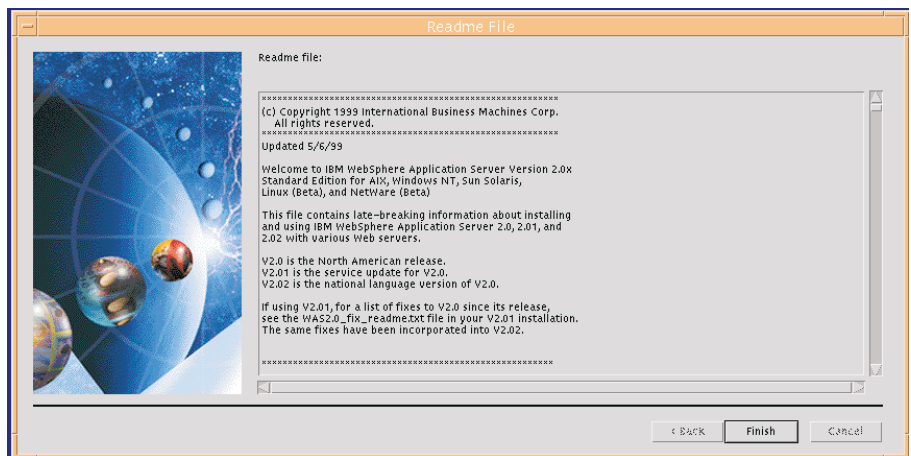 Readme File
Readme file:
********************************************************
(c) Copyright 1999 International Business Machines Corp.
All rights reserved.
********************************************************
Updated 5/6/99
Welcome to IBM WebSphere Application Server Version 2.0x
Standard Edition for AIX, Windows NT, Sun Solaris,
Linux (Beta), and NetWare (Beta)
This file contains late-breaking information about installing
and using IBM WebSphere Application Server 2.0, 2.01, and
2.02 with various Web servers.
V2.0 is the North American release.
V2.01 is the service update for V2.0.
V2.02 is the national language version of V2.0.
If using V2.01, for a list of fixes to V2.0 since its release,
see the WAS2.0_fix_readme.txt file in your V2.01 installation.
The same fixes have been incorporated into V2.02.
*******************************************************
< Back
Finish
Cancel